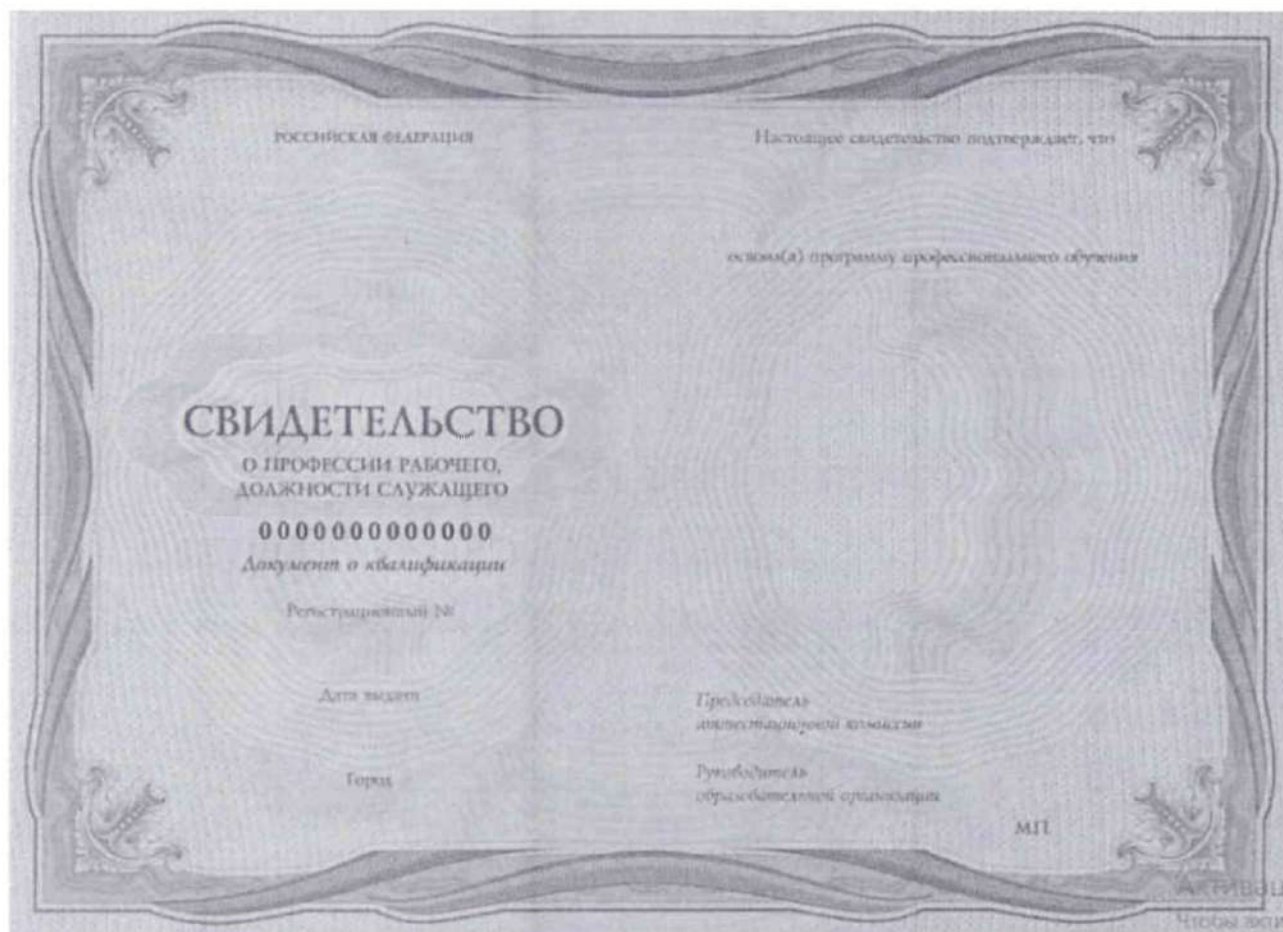 РОССИЙСКАЯ ФЕДЕРАЦИЯ
СВИДЕТЕЛЬСТВО
О ПРОФЕССИИ РАБОЧЕГО,
ДОЛЖНОСТИ СЛУЖАЩЕГО
0000000000000
Документ о квалификации
Регистрационный №
Дата выдачи
Город
Настоящее свидетельство подтверждает, что
освоил(а) программу профессионального обучения
Председатель
аттестационной комиссии
Руководитель
образовательной организации
М.П.
Чтобы